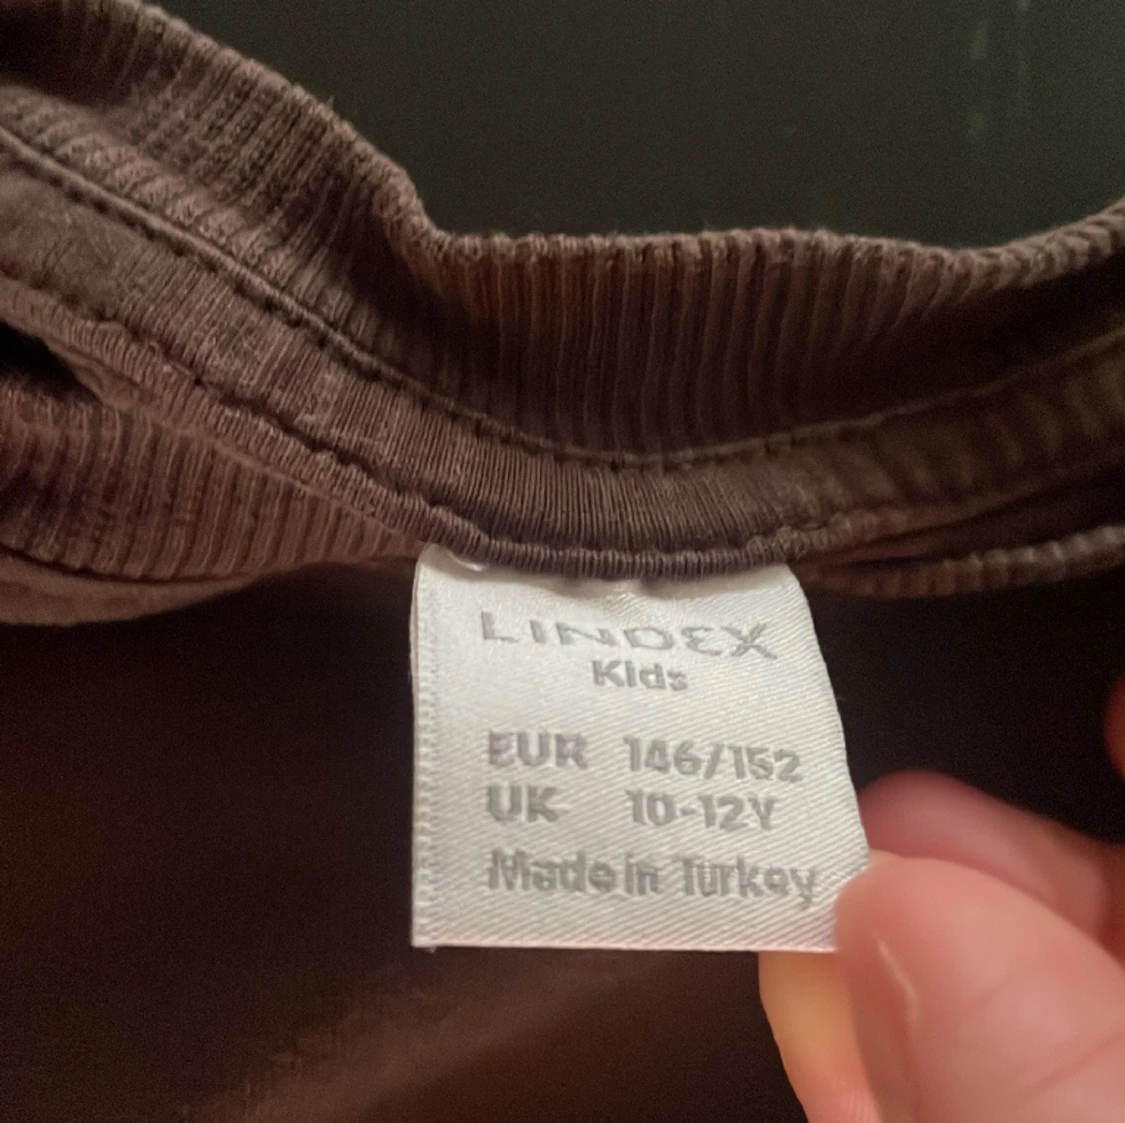 LINDEX
Kids
EUR 146/152
UK 10-12Y
Made in Turkey